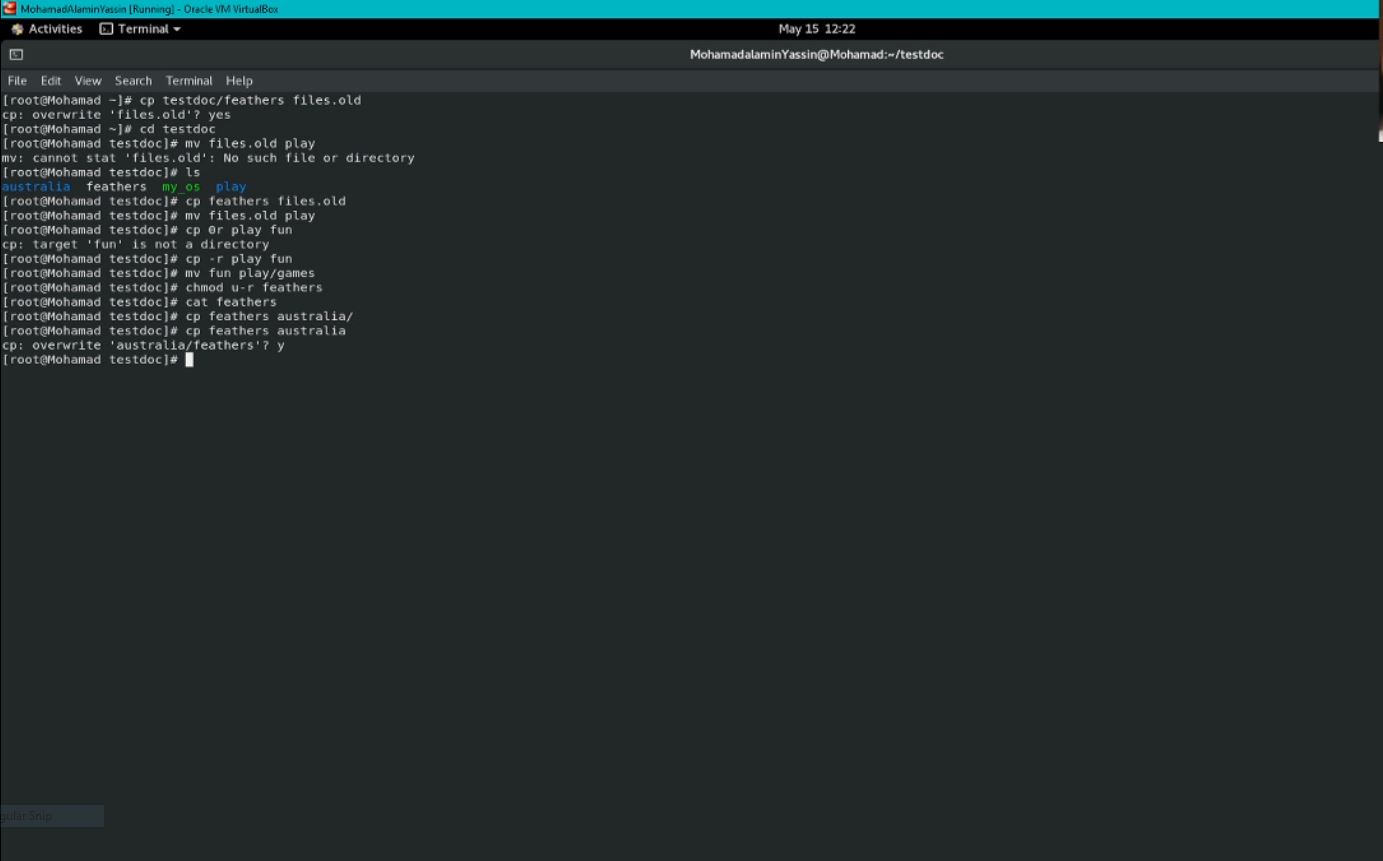 MohamadAlaminYassin [Running] - Oracle VM VirtualBox
Activities Terminal May 15 12:22
MohamadalaminYassin@Mohamad:~/testdoc
File Edit View Search Terminal Help
[root@Mohamad ~]# cp testdoc/feathers files.old
cp: overwrite 'files.old'? yes
[root@Mohamad ~]# cd testdoc
[root@Mohamad testdoc]# mv files.old play
mv: cannot stat 'files.old': No such file or directory
[root@Mohamad testdoc]# ls
australia feathers my_os play
[root@Mohamad testdoc]# cp feathers files.old
[root@Mohamad testdoc]# mv files.old play
[root@Mohamad testdoc]# cp 0r play fun
cp: target 'fun' is not a directory
[root@Mohamad testdoc]# cp -r play fun
[root@Mohamad testdoc]# mv fun play/games
[root@Mohamad testdoc]# chmod u-r feathers
[root@Mohamad testdoc]# cat feathers
[root@Mohamad testdoc]# cp feathers australia/
[root@Mohamad testdoc]# cp feathers australia
cp: overwrite 'australia/feathers'? y
[root@Mohamad testdoc]#
gular Snip